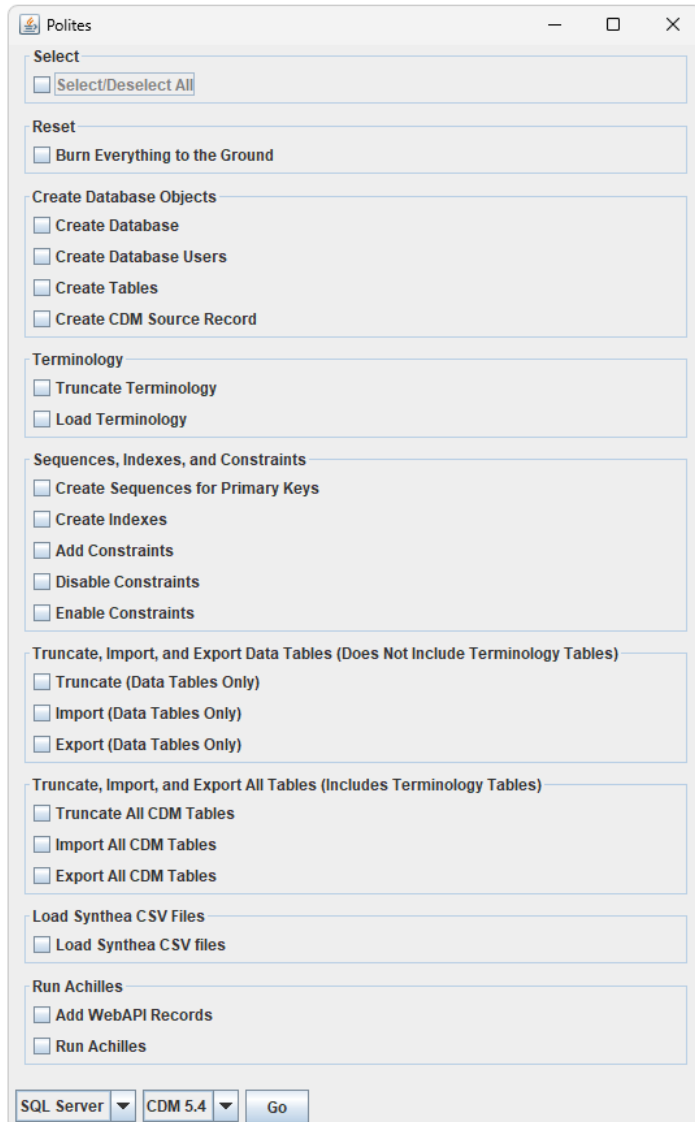 Polites
Select
Select/Deselect All
Reset
Burn Everything to the Ground
Create Database Objects
Create Database
Create Database Users
Create Tables
Create CDM Source Record
Terminology
Truncate Terminology
Load Terminology
Sequences, Indexes, and Constraints
Create Sequences for Primary Keys
Create Indexes
Add Constraints
Disable Constraints
Enable Constraints
Truncate, Import, and Export Data Tables (Does Not Include Terminology Tables)
Truncate (Data Tables Only)
Import (Data Tables Only)
Export (Data Tables Only)
Truncate, Import, and Export All Tables (Includes Terminology Tables)
Truncate All CDM Tables
Import All CDM Tables
Export All CDM Tables
Load Synthea CSV Files
Load Synthea CSV files
Run Achilles
Add WebAPI Records
Run Achilles
SQL Server CDM 5.4 Go